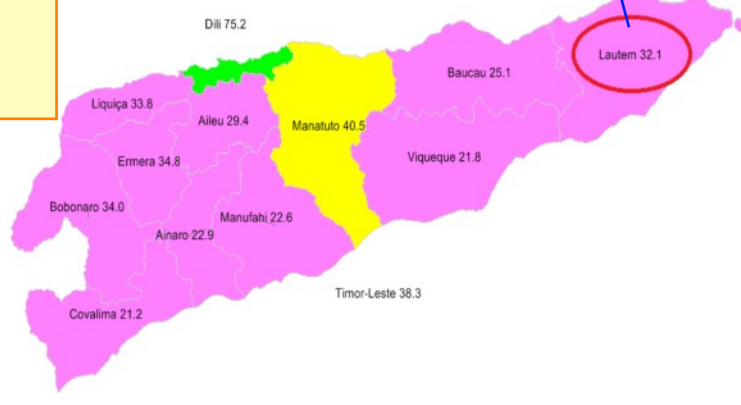 Dili 75.2
Lautem 32.1
Baucau 25.1
Liquiça 33.8
Aileu 29.4
Manatuto 40.5
Ermera 34.8
Viqueque 21.8
Bobonaro 34.0
Manufahi 22.6
Ainaro 22.9
Timor-Leste 38.3
Covalima 21.2